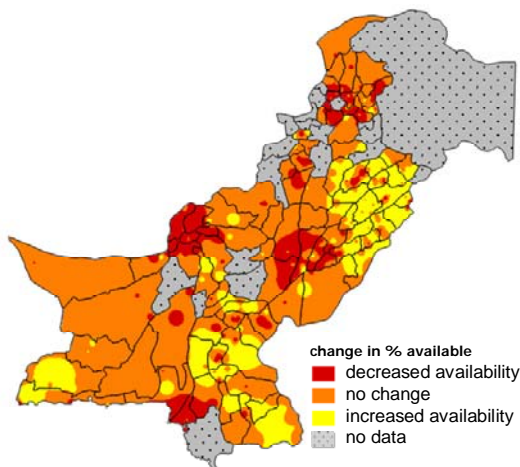 change in % available
decreased availability
no change
increased availability
no data